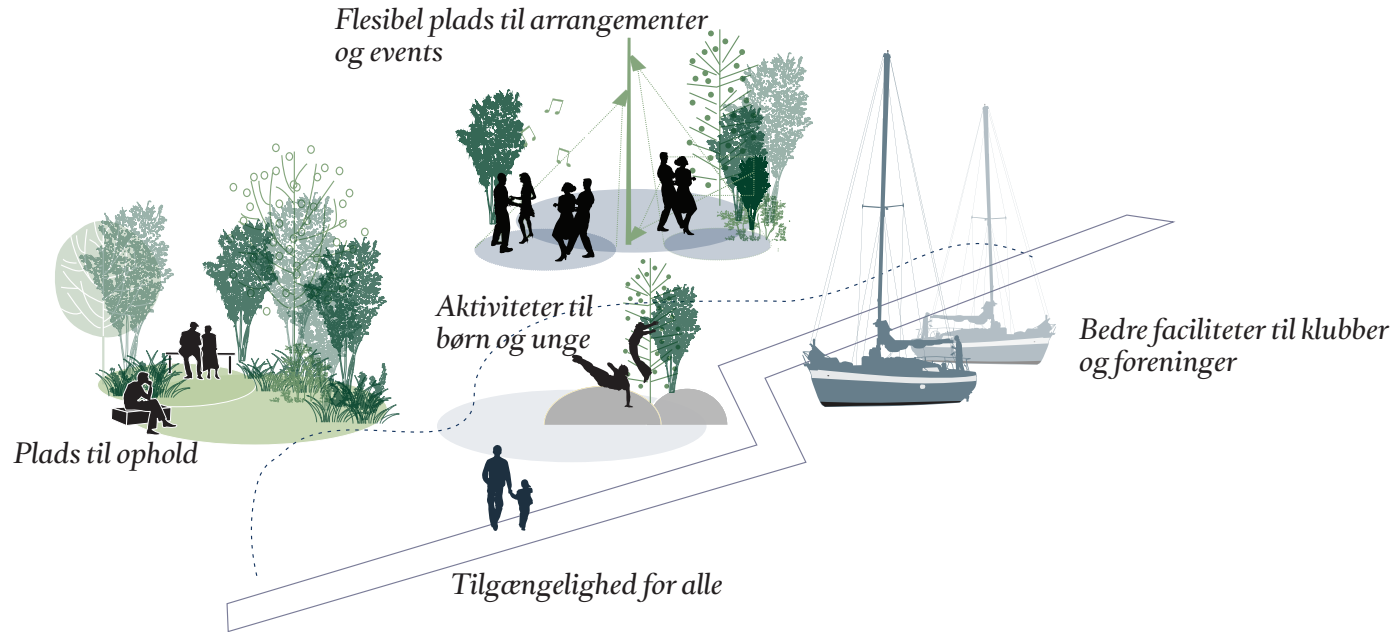 Flesibel plads til arrangementer
og events
Aktiviteter til
børn og unge
Bedre faciliteter til klubber
og foreninger
Plads til ophold
Tilgængelighed for alle